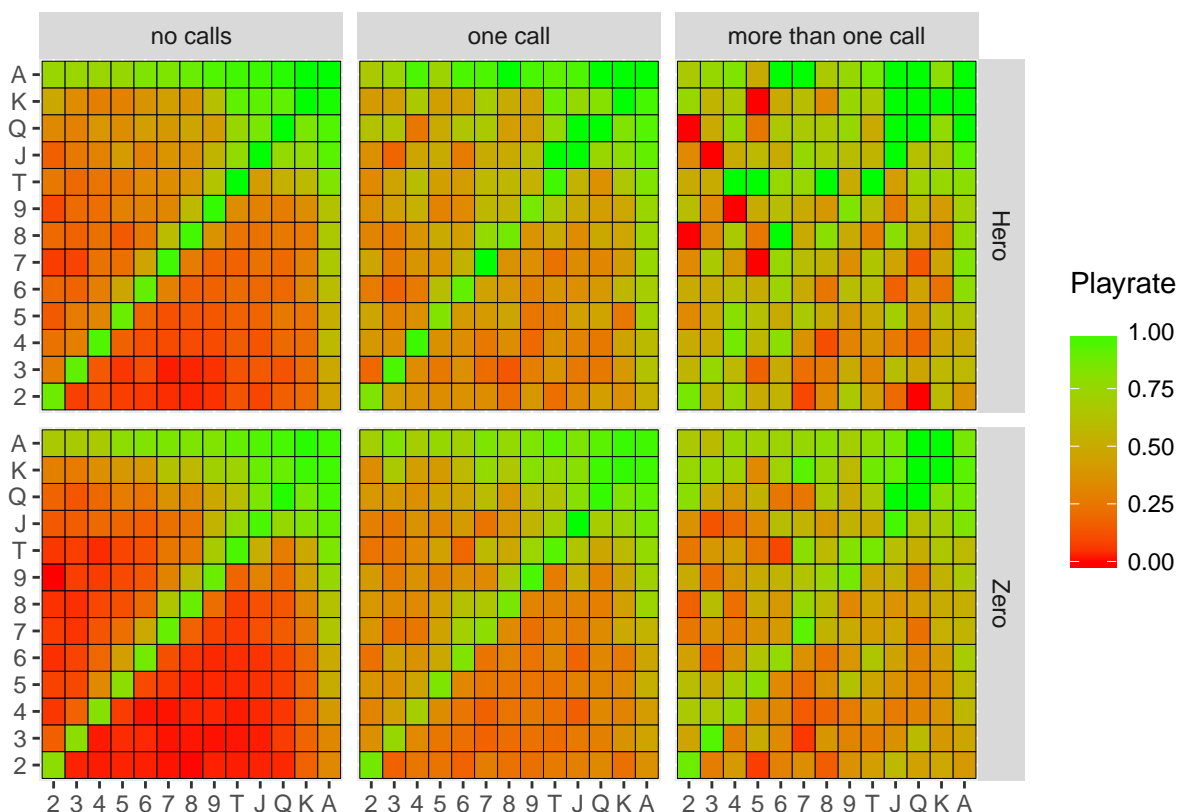 no calls one call more than one call
A
K
Q
J
T
9
8
7
6
5
4
3
2
Hero
A
K
Q
J
T
9
8
7
6
5
4
3
2
Zero
2 3 4 5 6 7 8 9 T J Q K A 2 3 4 5 6 7 8 9 T J Q K A 2 3 4 5 6 7 8 9 T J Q K A
Playrate
1.00
0.75
0.50
0.25
0.00